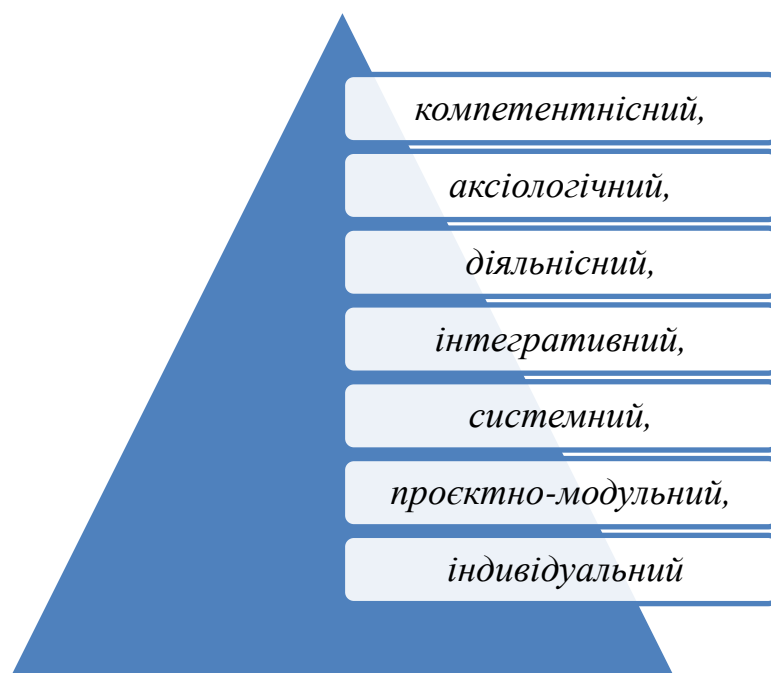 компетентнісний,
аксіологічний,
діяльнісний,
інтегративний,
системний,
проєктно-модульний,
індивідуальний